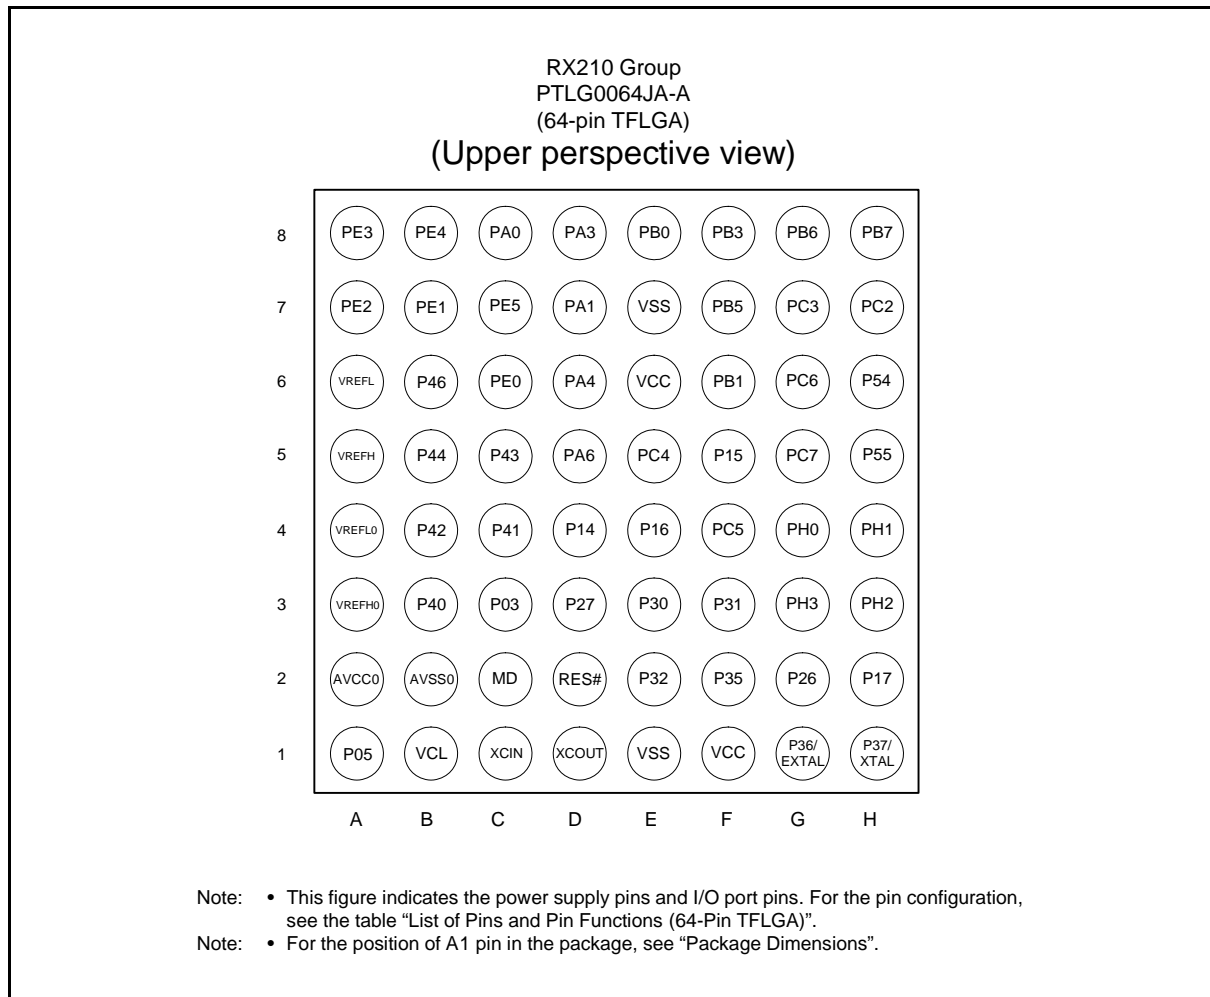 RX210 Group
PTLG0064JA-A
(64-pin TFLGA)
(Upper perspective view)
8 PE3 PE4 PA0 PA3 PB0 PB3 PB6 PB7
7 PE2 PE1 PE5 PA1 VSS PB5 PC3 PC2
6 VREFL P46 PE0 PA4 VCC PB1 PC6 P54
5 VREFH P44 P43 PA6 PC4 P15 PC7 P55
4 VREFL0 P42 P41 P14 P16 PC5 PH0 PH1
3 VREFH0 P40 P03 P27 P30 P31 PH3 PH2
2 AVCC0 AVSS0 MD RES# P32 P35 P26 P17
1 P05 VCL XCIN XCOUT VSS VCC P36/EXTAL P37/XTAL
A B C D E F G H
Note: • This figure indicates the power supply pins and I/O port pins. For the pin configuration,
see the table “List of Pins and Pin Functions (64-Pin TFLGA)”.
Note: • For the position of A1 pin in the package, see “Package Dimensions”.